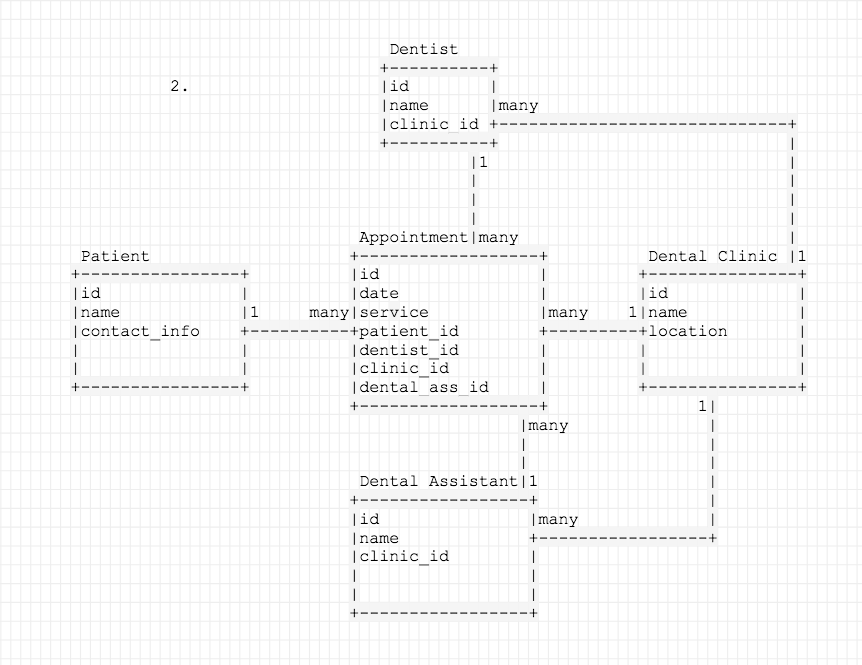 Dentist
2.
id
name
many
clinic_id
1
Appointment
many
Patient
Dental Clinic
1
id
id
id
name
date
name
1
many
service
many
1
contact_info
patient_id
location
dentist_id
clinic_id
dental_ass_id
1
many
Dental Assistant
1
id
many
name
clinic_id